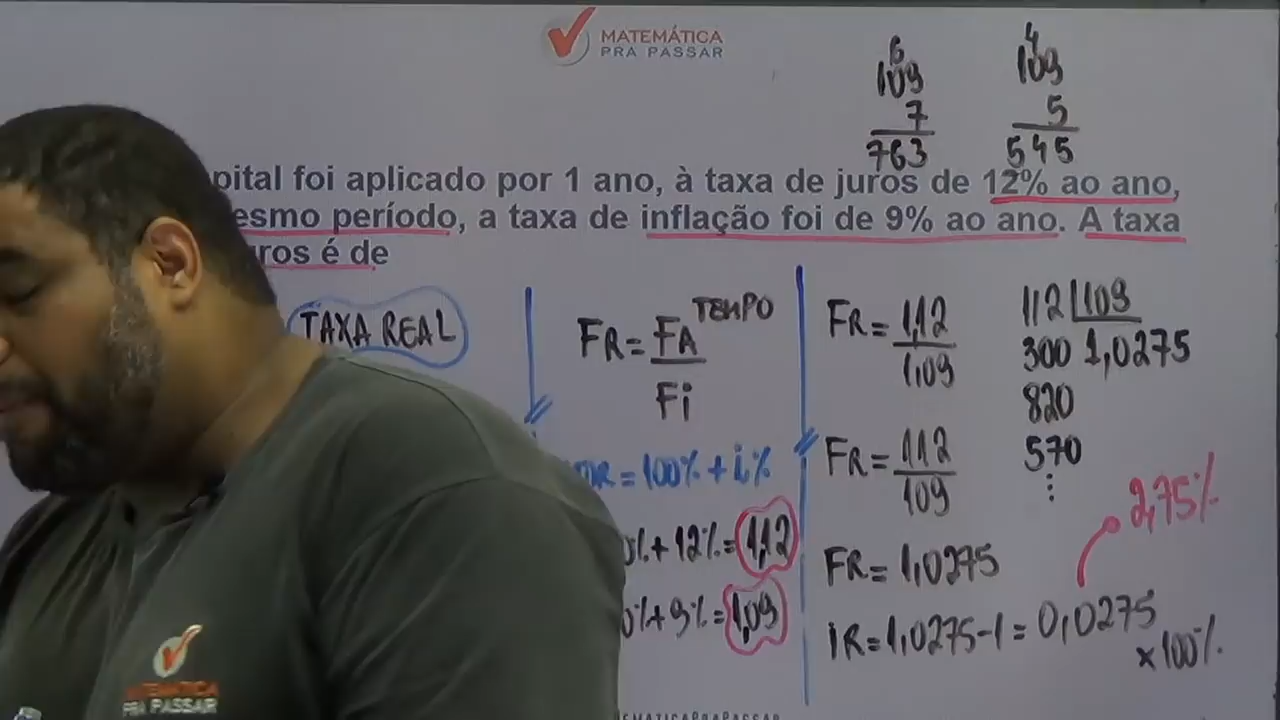 MATEMÁTICA
PRA PASSAR
6
109
7
763
4
109
5
545
pital foi aplicado por 1 ano, à taxa de juros de 12% ao ano,
esmo período, a taxa de inflação foi de 9% ao ano. A taxa
ros é de
TAXA REAL
FR = FA TEMPO
Fi
= 100% + i%
% + 12% = 1,12
0% + 9% = 1,09
FR = 1,12
1,09
FR = 112
109
FR = 1,0275
iR = 1,0275 - 1 = 0,0275
x 100%
2,75%
112 109
300 1,0275
820
570
⋮
MATEMÁTICA
PRA PASSAR